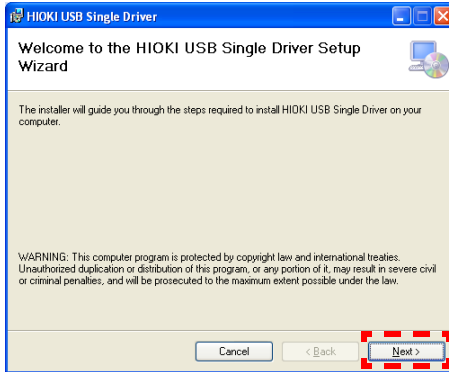 HIOKI USB Single Driver
Welcome to the HIOKI USB Single Driver Setup
Wizard
The installer will guide you through the steps required to install HIOKI USB Single Driver on your
computer.
WARNING: This computer program is protected by copyright law and international treaties.
Unauthorized duplication or distribution of this program, or any portion of it, may result in severe civil
or criminal penalties, and will be prosecuted to the maximum extent possible under the law.
Cancel < Back Next >